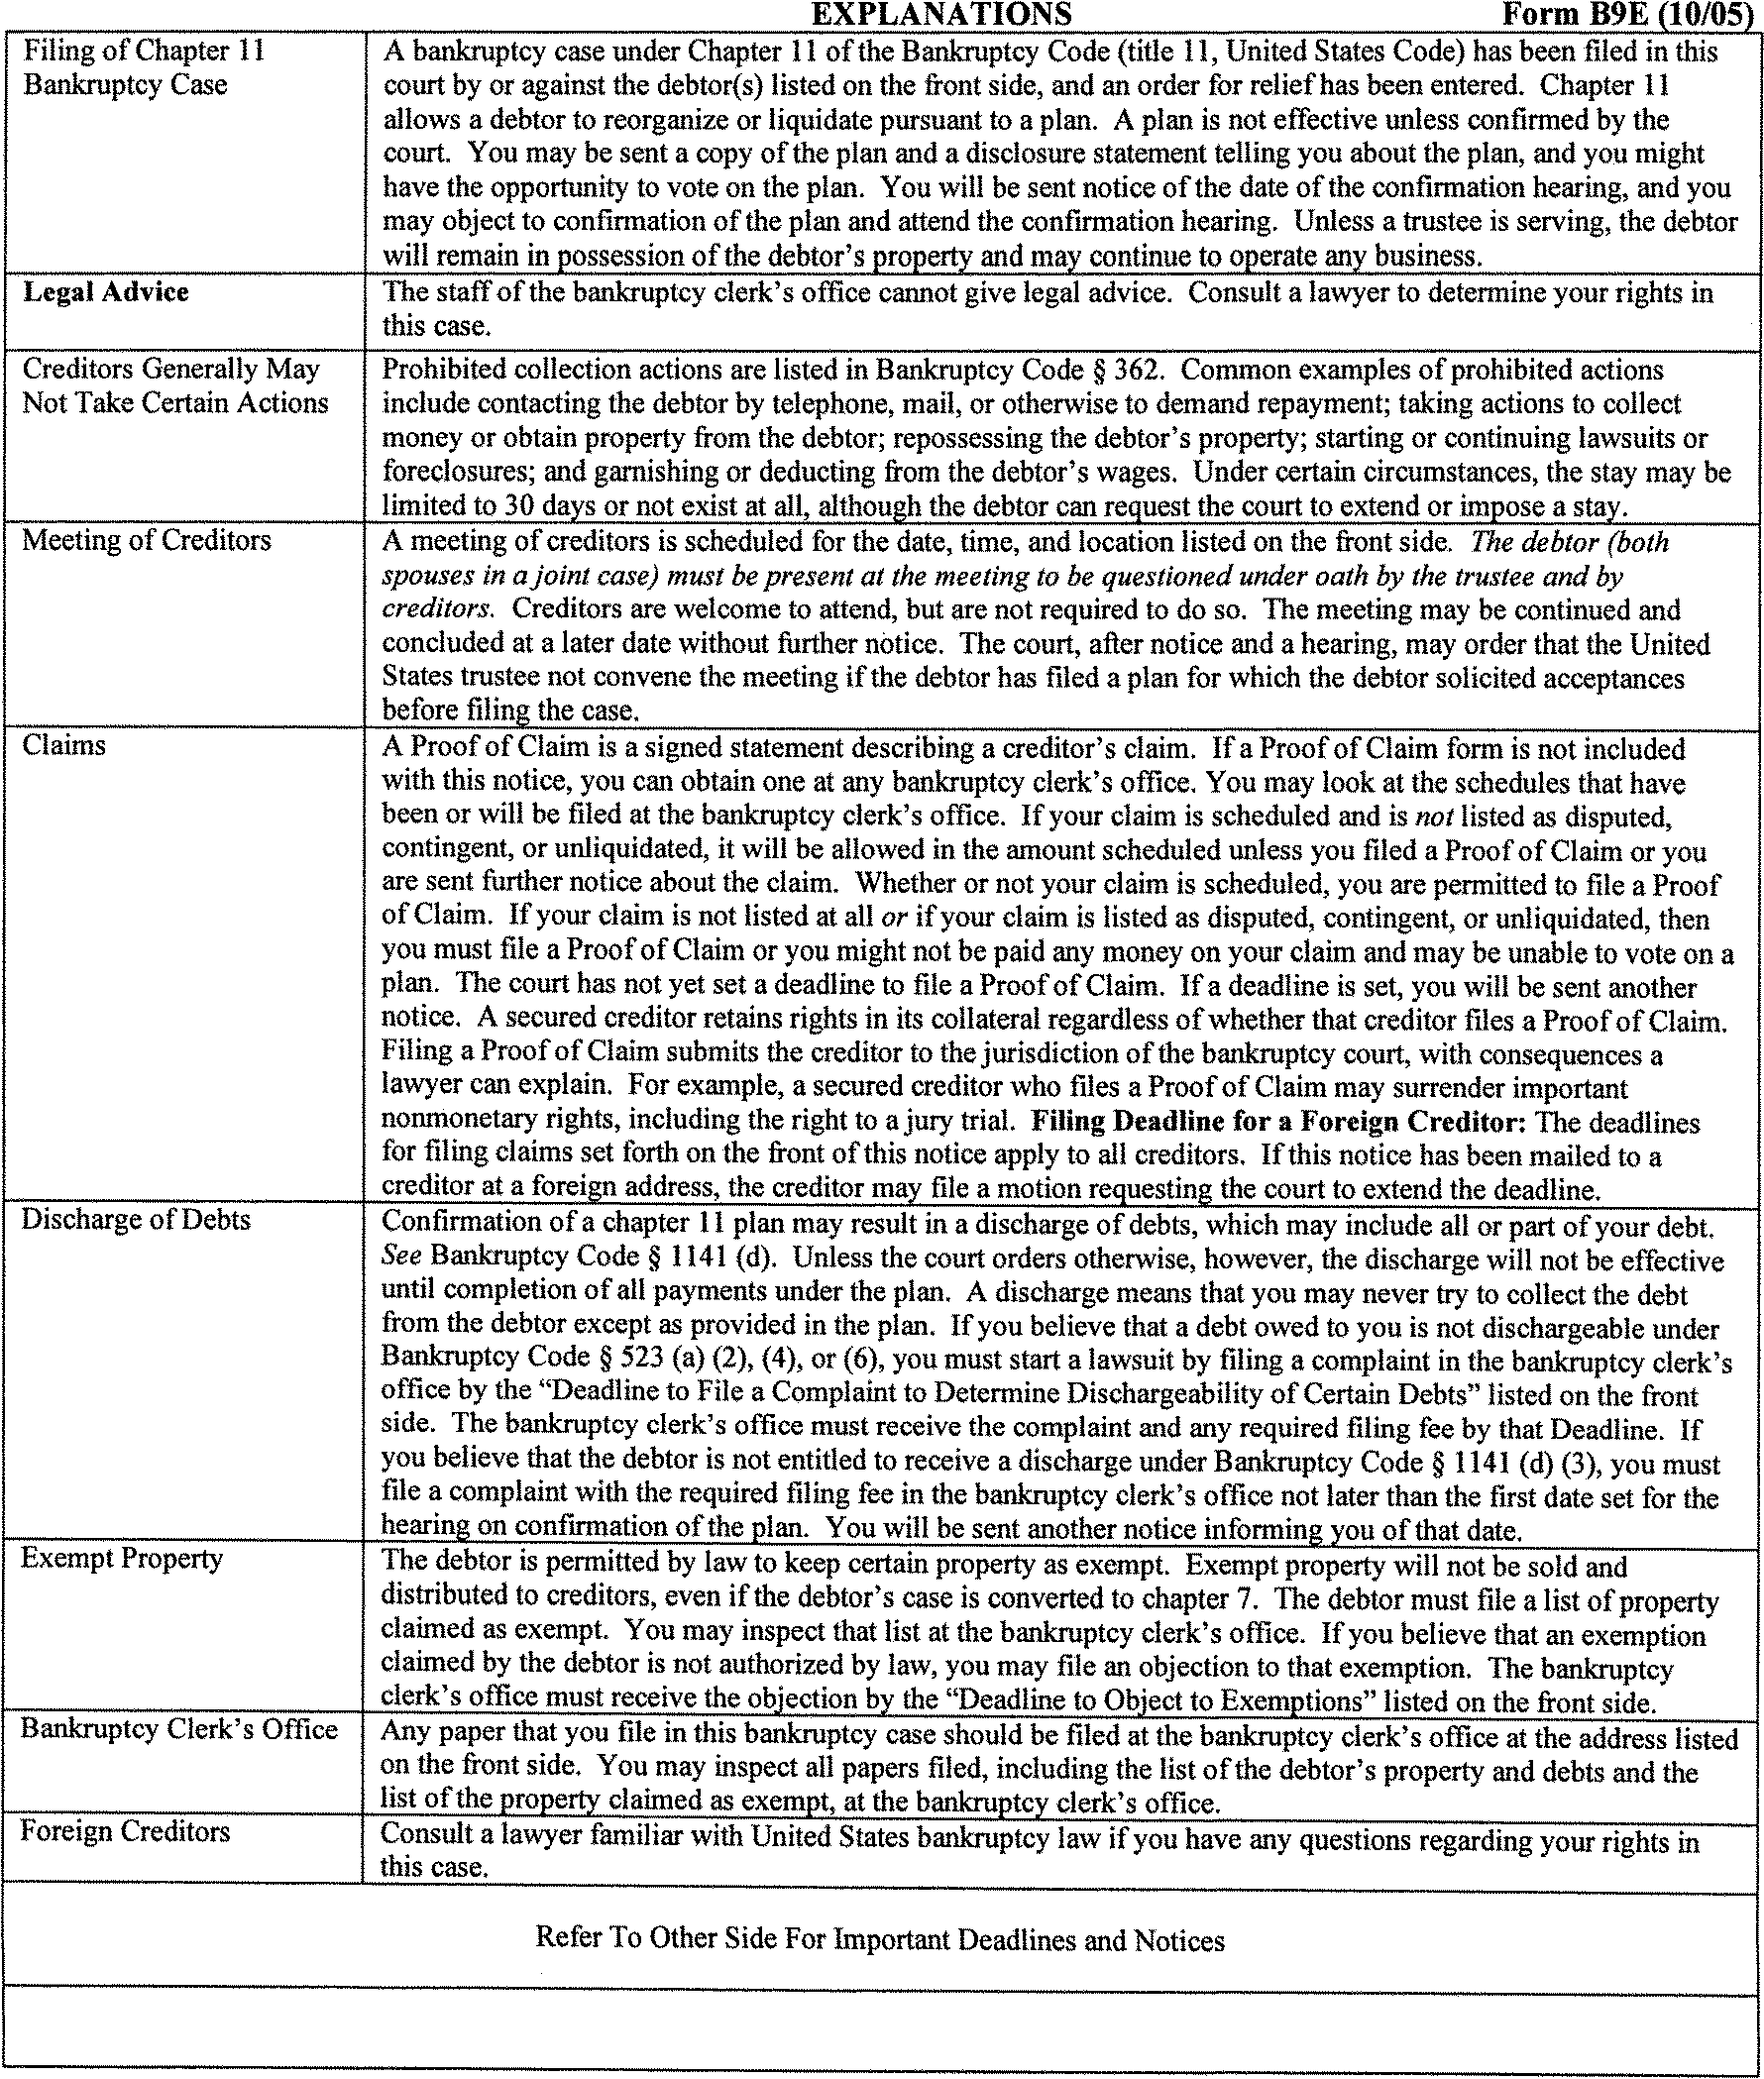 EXPLANATIONS Form B9E (10/05)
Filing of Chapter 11
Bankruptcy Case
A bankruptcy case under Chapter 11 of the Bankruptcy Code (title 11, United States Code) has been filed in this
court by or against the debtor(s) listed on the front side, and an order for relief has been entered. Chapter 11
allows a debtor to reorganize or liquidate pursuant to a plan. A plan is not effective unless confirmed by the
court. You may be sent a copy of the plan and a disclosure statement telling you about the plan, and you might
have the opportunity to vote on the plan. You will be sent notice of the date of the confirmation hearing, and you
may object to confirmation of the plan and attend the confirmation hearing. Unless a trustee is serving, the debtor
will remain in possession of the debtor's property and may continue to operate any business.
Legal Advice
The staff of the bankruptcy clerk's office cannot give legal advice. Consult a lawyer to determine your rights in
this case.
Creditors Generally May
Not Take Certain Actions
Prohibited collection actions are listed in Bankruptcy Code § 362. Common examples of prohibited actions
include contacting the debtor by telephone, mail, or otherwise to demand repayment; taking actions to collect
money or obtain property from the debtor; repossessing the debtor's property; starting or continuing lawsuits or
foreclosures; and garnishing or deducting from the debtor's wages. Under certain circumstances, the stay may be
limited to 30 days or not exist at all, although the debtor can request the court to extend or impose a stay.
Meeting of Creditors
A meeting of creditors is scheduled for the date, time, and location listed on the front side. The debtor (both
spouses in a joint case) must be present at the meeting to be questioned under oath by the trustee and by
creditors. Creditors are welcome to attend, but are not required to do so. The meeting may be continued and
concluded at a later date without further notice. The court, after notice and a hearing, may order that the United
States trustee not convene the meeting if the debtor has filed a plan for which the debtor solicited acceptances
before filing the case.
Claims
A Proof of Claim is a signed statement describing a creditor's claim. If a Proof of Claim form is not included
with this notice, you can obtain one at any bankruptcy clerk's office. You may look at the schedules that have
been or will be filed at the bankruptcy clerk's office. If your claim is scheduled and is not listed as disputed,
contingent, or unliquidated, it will be allowed in the amount scheduled unless you filed a Proof of Claim or you
are sent further notice about the claim. Whether or not your claim is scheduled, you are permitted to file a Proof
of Claim. If your claim is not listed at all or if your claim is listed as disputed, contingent, or unliquidated, then
you must file a Proof of Claim or you might not be paid any money on your claim and may be unable to vote on a
plan. The court has not yet set a deadline to file a Proof of Claim. If a deadline is set, you will be sent another
notice. A secured creditor retains rights in its collateral regardless of whether that creditor files a Proof of Claim.
Filing a Proof of Claim submits the creditor to the jurisdiction of the bankruptcy court, with consequences a
lawyer can explain. For example, a secured creditor who files a Proof of Claim may surrender important
nonmonetary rights, including the right to a jury trial. Filing Deadline for a Foreign Creditor: The deadlines
for filing claims set forth on the front of this notice apply to all creditors. If this notice has been mailed to a
creditor at a foreign address, the creditor may file a motion requesting the court to extend the deadline.
Discharge of Debts
Confirmation of a chapter 11 plan may result in a discharge of debts, which may include all or part of your debt.
See Bankruptcy Code § 1141 (d). Unless the court orders otherwise, however, the discharge will not be effective
until completion of all payments under the plan. A discharge means that you may never try to collect the debt
from the debtor except as provided in the plan. If you believe that a debt owed to you is not dischargeable under
Bankruptcy Code § 523 (a) (2), (4), or (6), you must start a lawsuit by filing a complaint in the bankruptcy clerk's
office by the "Deadline to File a Complaint to Determine Dischargeability of Certain Debts" listed on the front
side. The bankruptcy clerk's office must receive the complaint and any required filing fee by that Deadline. If
you believe that the debtor is not entitled to receive a discharge under Bankruptcy Code § 1141 (d) (3), you must
file a complaint with the required filing fee in the bankruptcy clerk's office not later than the first date set for the
hearing on confirmation of the plan. You will be sent another notice informing you of that date.
Exempt Property
The debtor is permitted by law to keep certain property as exempt. Exempt property will not be sold and
distributed to creditors, even if the debtor's case is converted to chapter 7. The debtor must file a list of property
claimed as exempt. You may inspect that list at the bankruptcy clerk's office. If you believe that an exemption
claimed by the debtor is not authorized by law, you may file an objection to that exemption. The bankruptcy
clerk's office must receive the objection by the "Deadline to Object to Exemptions" listed on the front side.
Bankruptcy Clerk's Office
Any paper that you file in this bankruptcy case should be filed at the bankruptcy clerk's office at the address listed
on the front side. You may inspect all papers filed, including the list of the debtor's property and debts and the
list of the property claimed as exempt, at the bankruptcy clerk's office.
Foreign Creditors
Consult a lawyer familiar with United States bankruptcy law if you have any questions regarding your rights in
this case.
Refer To Other Side For Important Deadlines and Notices